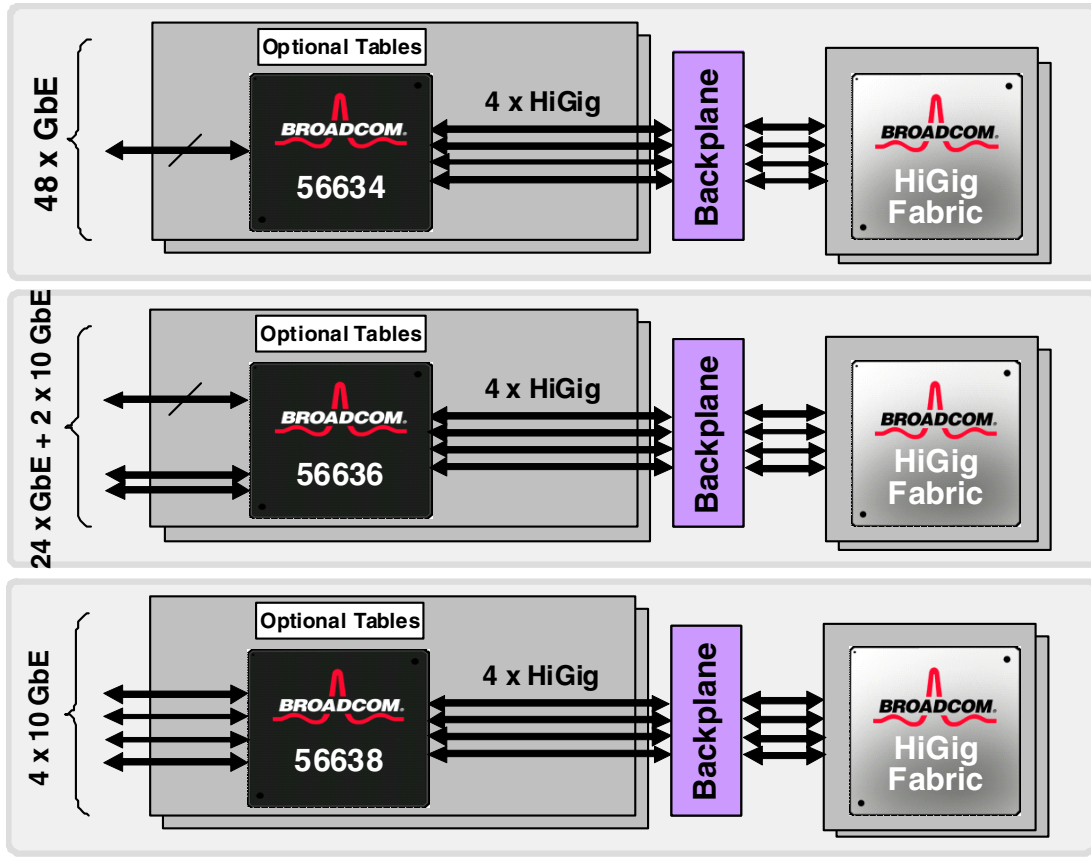 48 x GbE
Optional Tables
BROADCOM®
56634
4 x HiGig
Backplane
BROADCOM®
HiGig
Fabric
24 x GbE + 2 x 10 GbE
Optional Tables
BROADCOM®
56636
4 x HiGig
Backplane
BROADCOM®
HiGig
Fabric
4 x 10 GbE
Optional Tables
BROADCOM®
56638
4 x HiGig
Backplane
BROADCOM®
HiGig
Fabric